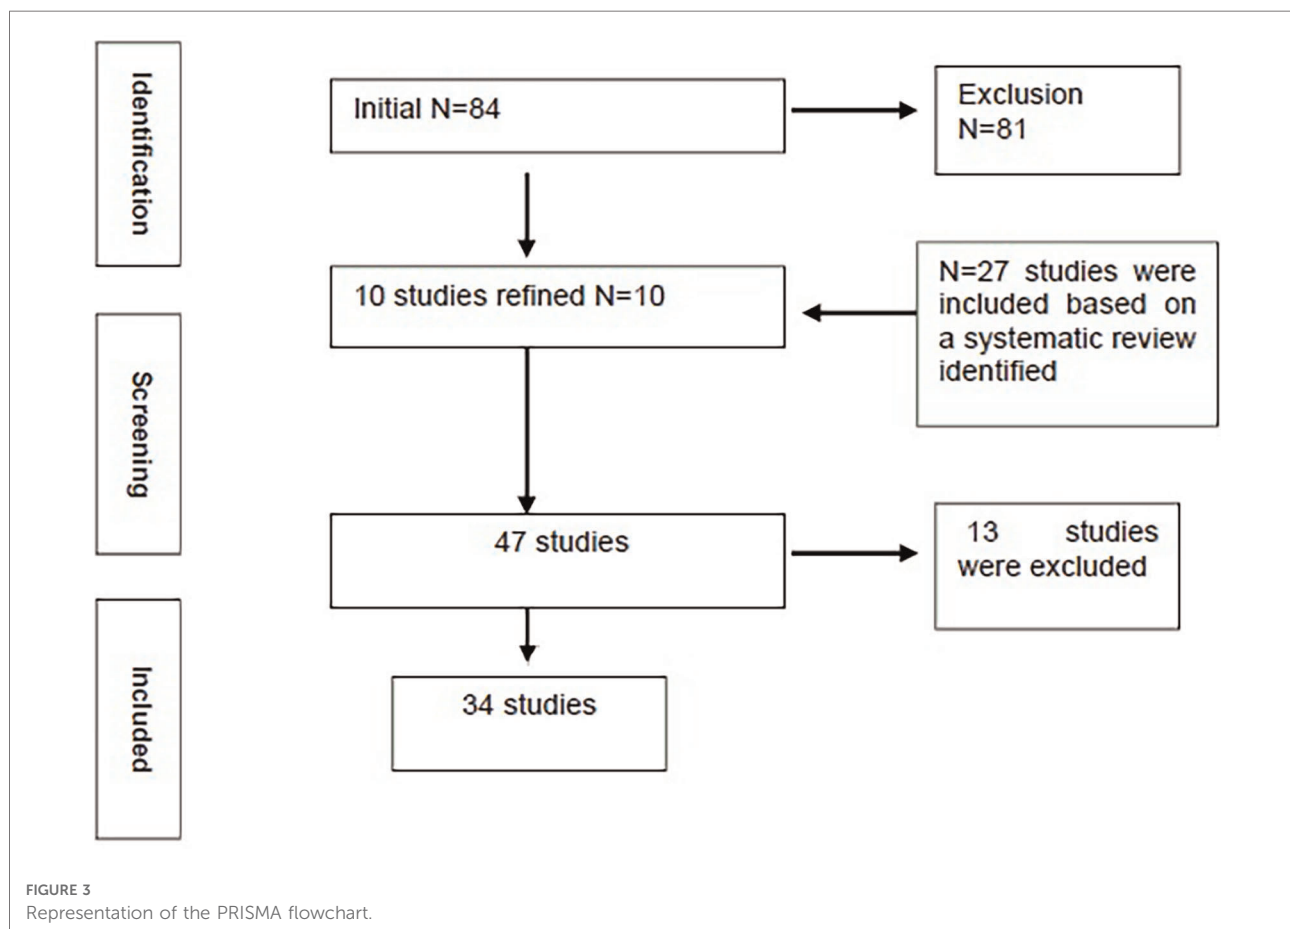 Identification
Initial N=84
Exclusion
N=81
10 studies refined N=10
N=27 studies were
included based on
a systematic review
identified
Screening
47 studies
13 studies
were excluded
Included
34 studies
FIGURE 3
Representation of the PRISMA flowchart.